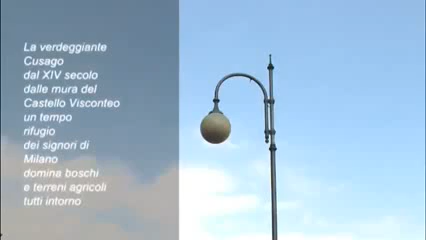 La verdeggiante
Cusago
dal XIV secolo
dalle mura del
Castello Visconteo
un tempo
rifugio
dei signori di
Milano
domina boschi
e terreni agricoli
tutti intorno